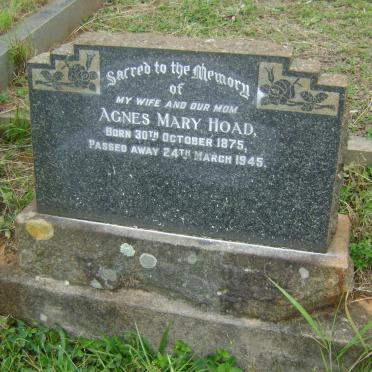 Sacred to the Memory
of
MY WIFE AND OUR MOM
AGNES MARY HOAD,
BORN 30TH OCTOBER 1875,
PASSED AWAY 24TH MARCH 1945.